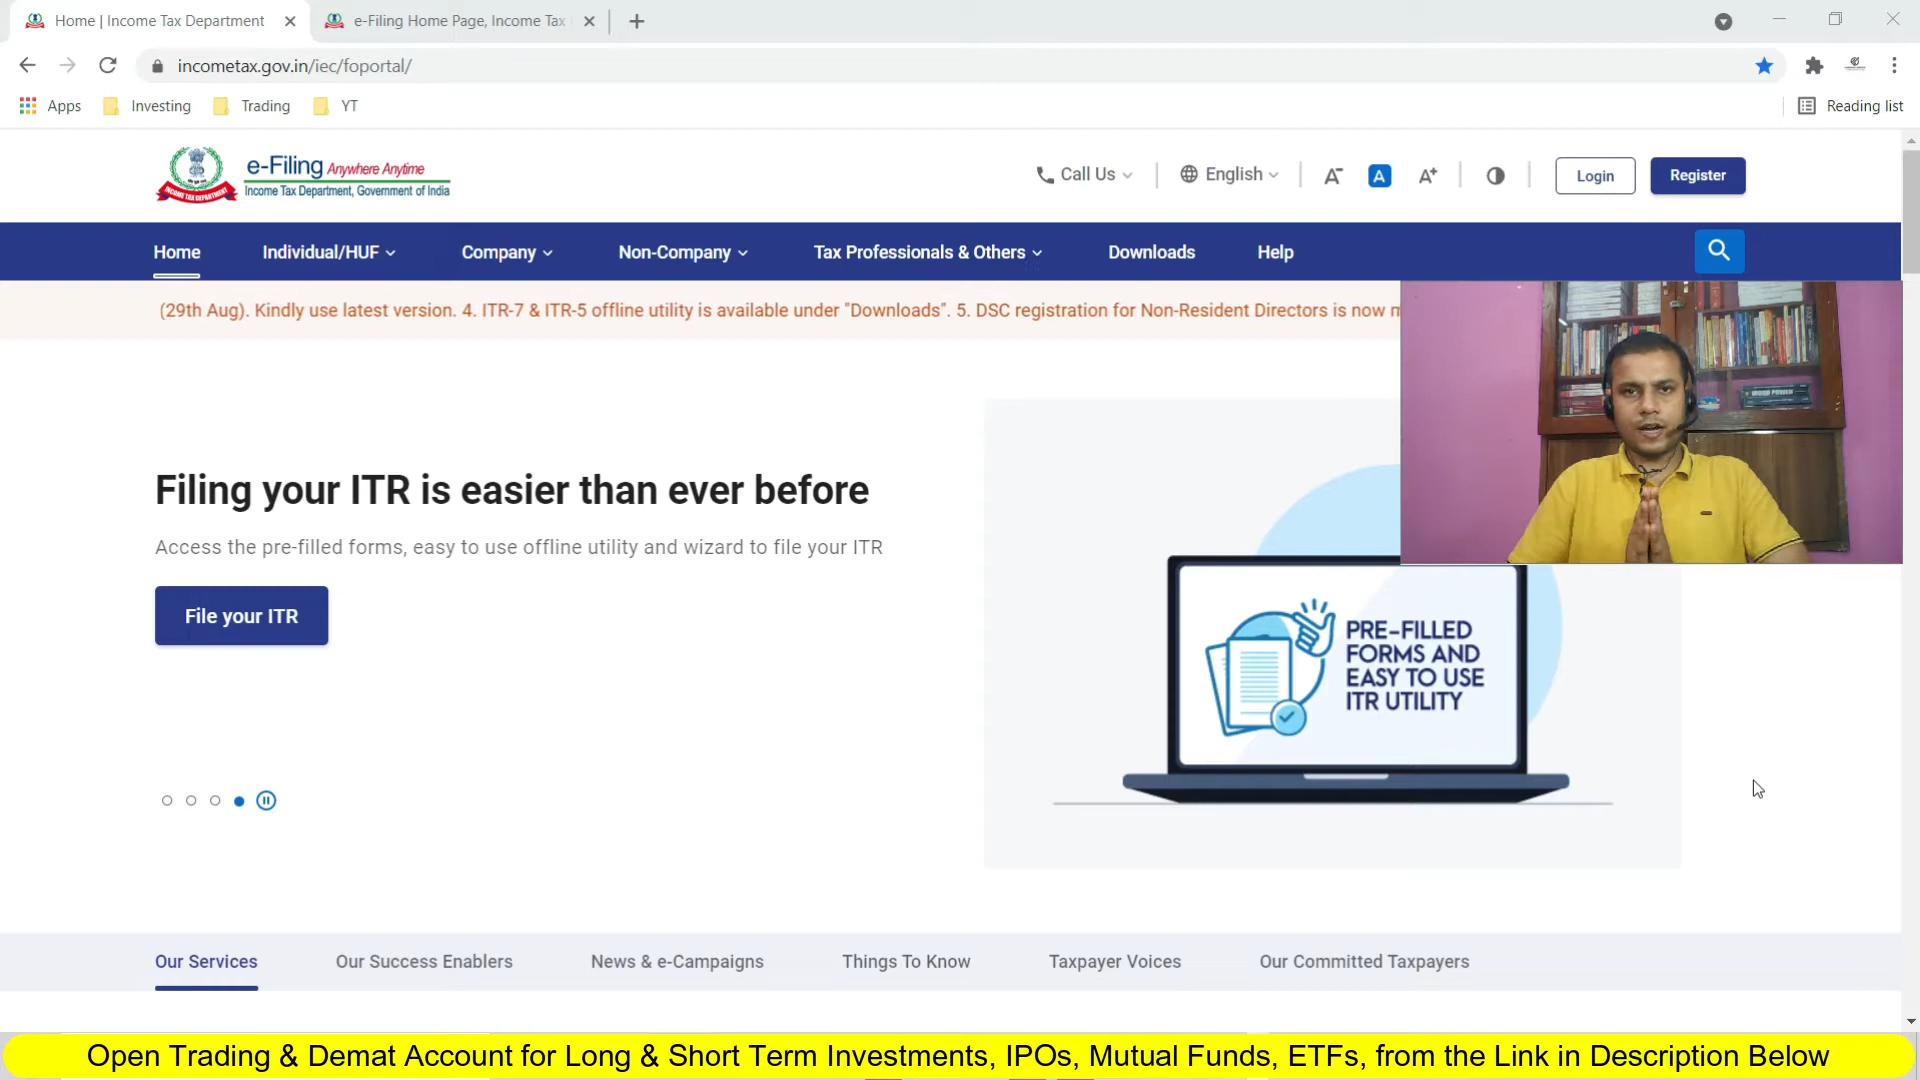 Home | Income Tax Department
e-Filing Home Page, Income Tax
incometax.gov.in/iec/foportal/
Apps
Investing
Trading
YT
Reading list
e-Filing Anywhere Anytime
Income Tax Department, Government of India
INCOME TAX DEPARTMENT
Call Us
English
A-
A
A+
Login
Register
Home
Individual/HUF
Company
Non-Company
Tax Professionals & Others
Downloads
Help
(29th Aug). Kindly use latest version. 4. ITR-7 & ITR-5 offline utility is available under "Downloads". 5. DSC registration for Non-Resident Directors is now
Filing your ITR is easier than ever before
Access the pre-filled forms, easy to use offline utility and wizard to file your ITR
File your ITR
PRE-FILLED
FORMS AND
EASY TO USE
ITR UTILITY
Our Services
Our Success Enablers
News & e-Campaigns
Things To Know
Taxpayer Voices
Our Committed Taxpayers
Open Trading & Demat Account for Long & Short Term Investments, IPOs, Mutual Funds, ETFs, from the Link in Description Below